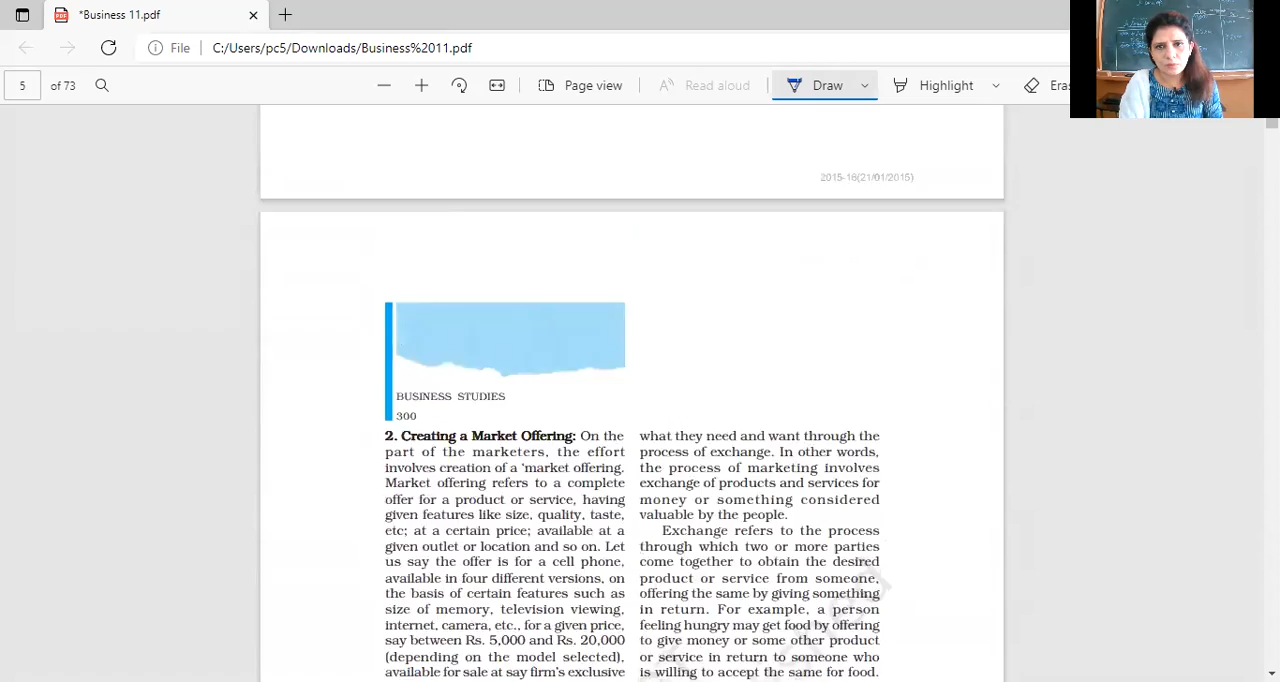 *Business 11.pdf
File
C:/Users/pc5/Downloads/Business%2011.pdf
5 of 73
Page view
Read aloud
Draw
Highlight
2015-16(21/01/2015)
BUSINESS STUDIES
300
2. Creating a Market Offering: On the
part of the marketers, the effort
involves creation of a ‘market offering.
Market offering refers to a complete
offer for a product or service, having
given features like size, quality, taste,
etc; at a certain price; available at a
given outlet or location and so on. Let
us say the offer is for a cell phone,
available in four different versions, on
the basis of certain features such as
size of memory, television viewing,
internet, camera, etc., for a given price,
say between Rs. 5,000 and Rs. 20,000
(depending on the model selected),
available for sale at say firm's exclusive
what they need and want through the
process of exchange. In other words,
the process of marketing involves
exchange of products and services for
money or something considered
valuable by the people.
Exchange refers to the process
through which two or more parties
come together to obtain the desired
product or service from someone,
offering the same by giving something
in return. For example, a person
feeling hungry may get food by offering
to give money or some other product
or service in return to someone who
is willing to accept the same for food.